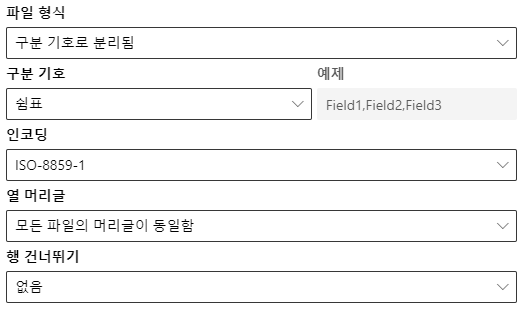 파일 형식
구분 기호로 분리됨
구분 기호
예제
쉼표
Field1,Field2,Field3
인코딩
ISO-8859-1
열 머리글
모든 파일의 머리글이 동일함
행 건너뛰기
없음